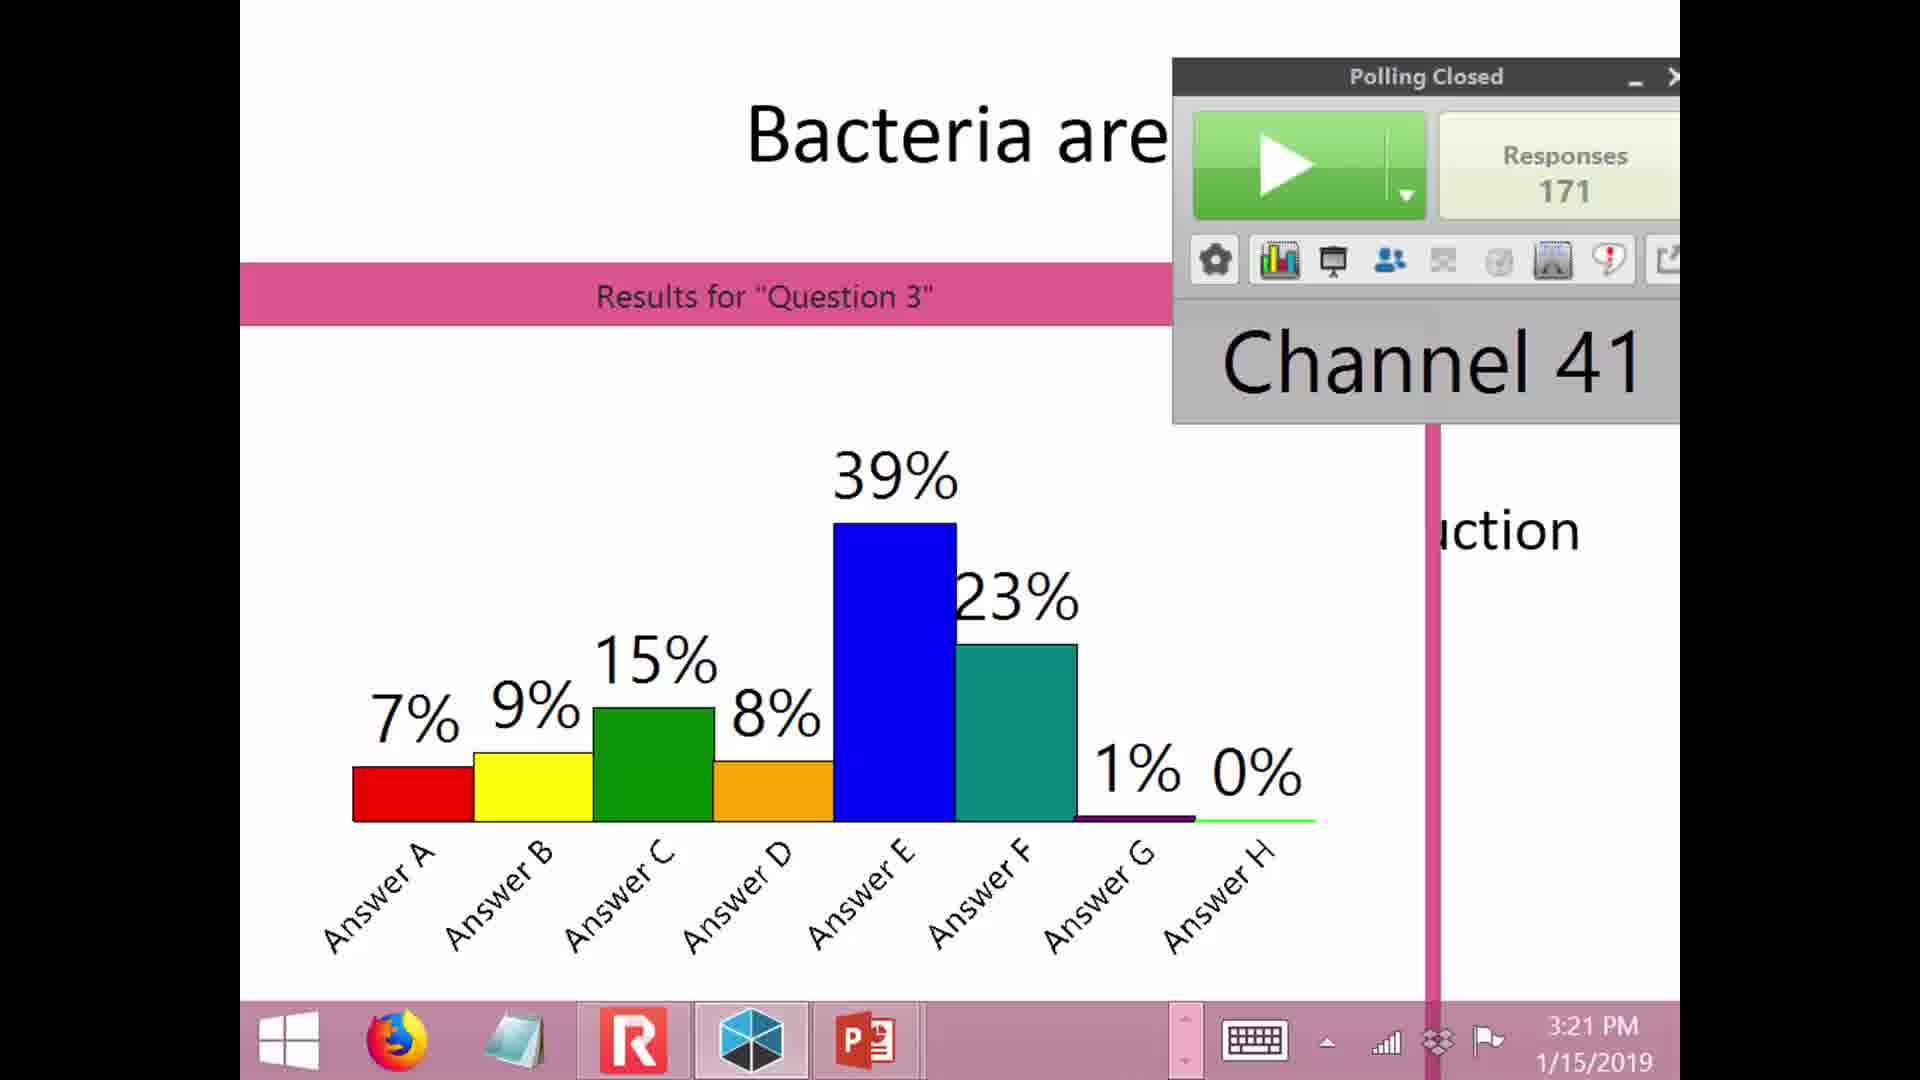 Polling Closed
Bacteria are
Responses
171
Results for "Question 3"
Channel 41
39%
uction
23%
15%
9%
8%
7%
1%
0%
Answer A
Answer B
Answer C
Answer D
Answer E
Answer F
Answer G
Answer H
3:21 PM
1/15/2019